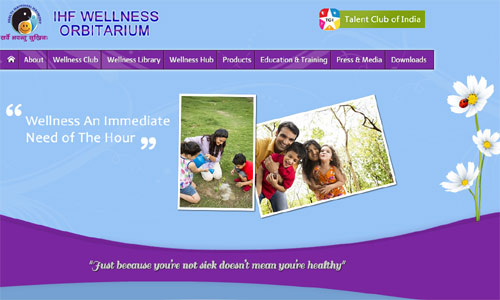 IHF WELLNESS
ORBITARIUM
सर्वे भवन्तु सुखिनः
TCI Talent Club of India
About Wellness Club Wellness Library Wellness Hub Products Education & Training Press & Media Downloads
“Wellness An Immediate
Need of The Hour”
"Just because you're not sick doesn't mean you're healthy"